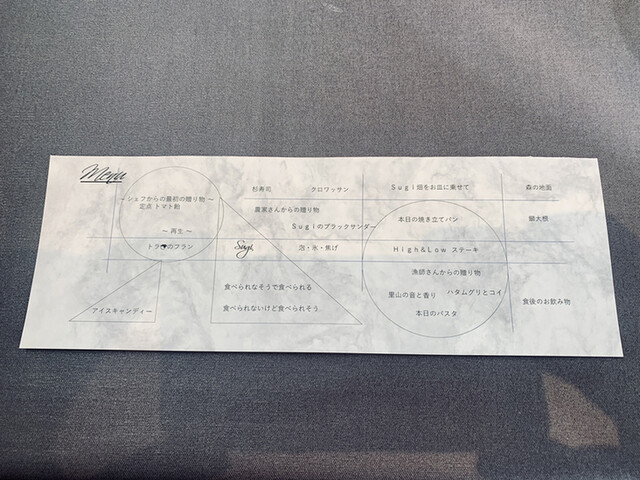 Menu
～シェフからの最初の贈り物～
定点 トマト飴
～再生～
のフラン
アイスキャンディー
杉寿司 クロワッサン
農家さんからの贈り物
Sugiのブラックサンダー
Sugi 泡・氷・焦げ
食べられなそうで食べられる
食べられないけど食べられそう
Sugi畑をお皿に乗せて
本日の焼き立てパン
High&Low ステーキ
漁師さんからの贈り物
里山の音と香り ハタムグリとコイ
本日のパスタ
森の地面
餅大根
食後のお飲み物